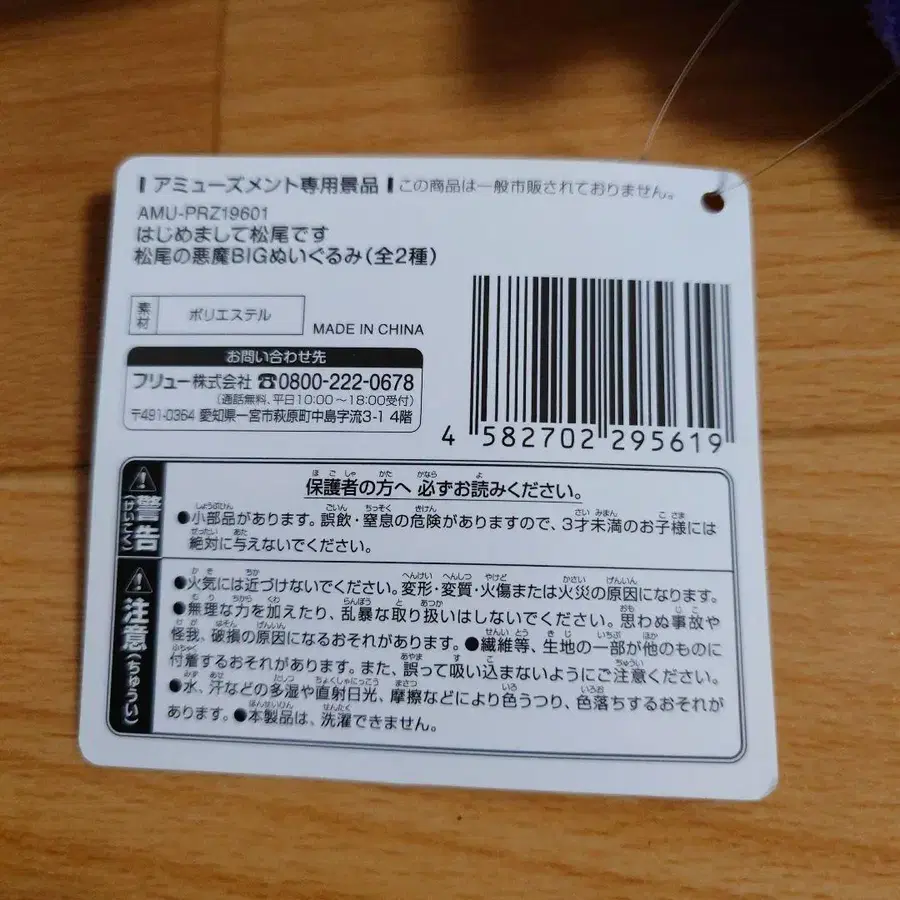 アミューズメント専用景品 この商品は一般市販されておりません。
AMU-PRZ19601
はじめまして松尾です
松尾の悪魔BIGぬいぐるみ(全2種)
素材 ポリエステル MADE IN CHINA
お問い合わせ先
フリュー株式会社 ☎0800-222-0678
(通話無料、平日10:00～18:00受付)
〒491-0364 愛知県一宮市萩原町中島字流3-1 4階
4 582702 295619
警告(けいこく)
保護者の方へ 必ずお読みください。
●小部品があります。誤飲・窒息の危険がありますので、3才未満のお子様には
絶対に与えないでください。
注意(ちゅうい)
●火気には近づけないでください。変形・変質・火傷または火災の原因になります。
●無理な力を加えたり、乱暴な取り扱いはしないでください。思わぬ事故や
怪我、破損の原因になるおそれがあります。●繊維等、生地の一部が他のものに
付着するおそれがあります。また、誤って吸い込まないようにご注意ください。
●水、汗などの多湿や直射日光、摩擦などにより色うつり、色落ちするおそれが
あります。●本製品は、洗濯できません。